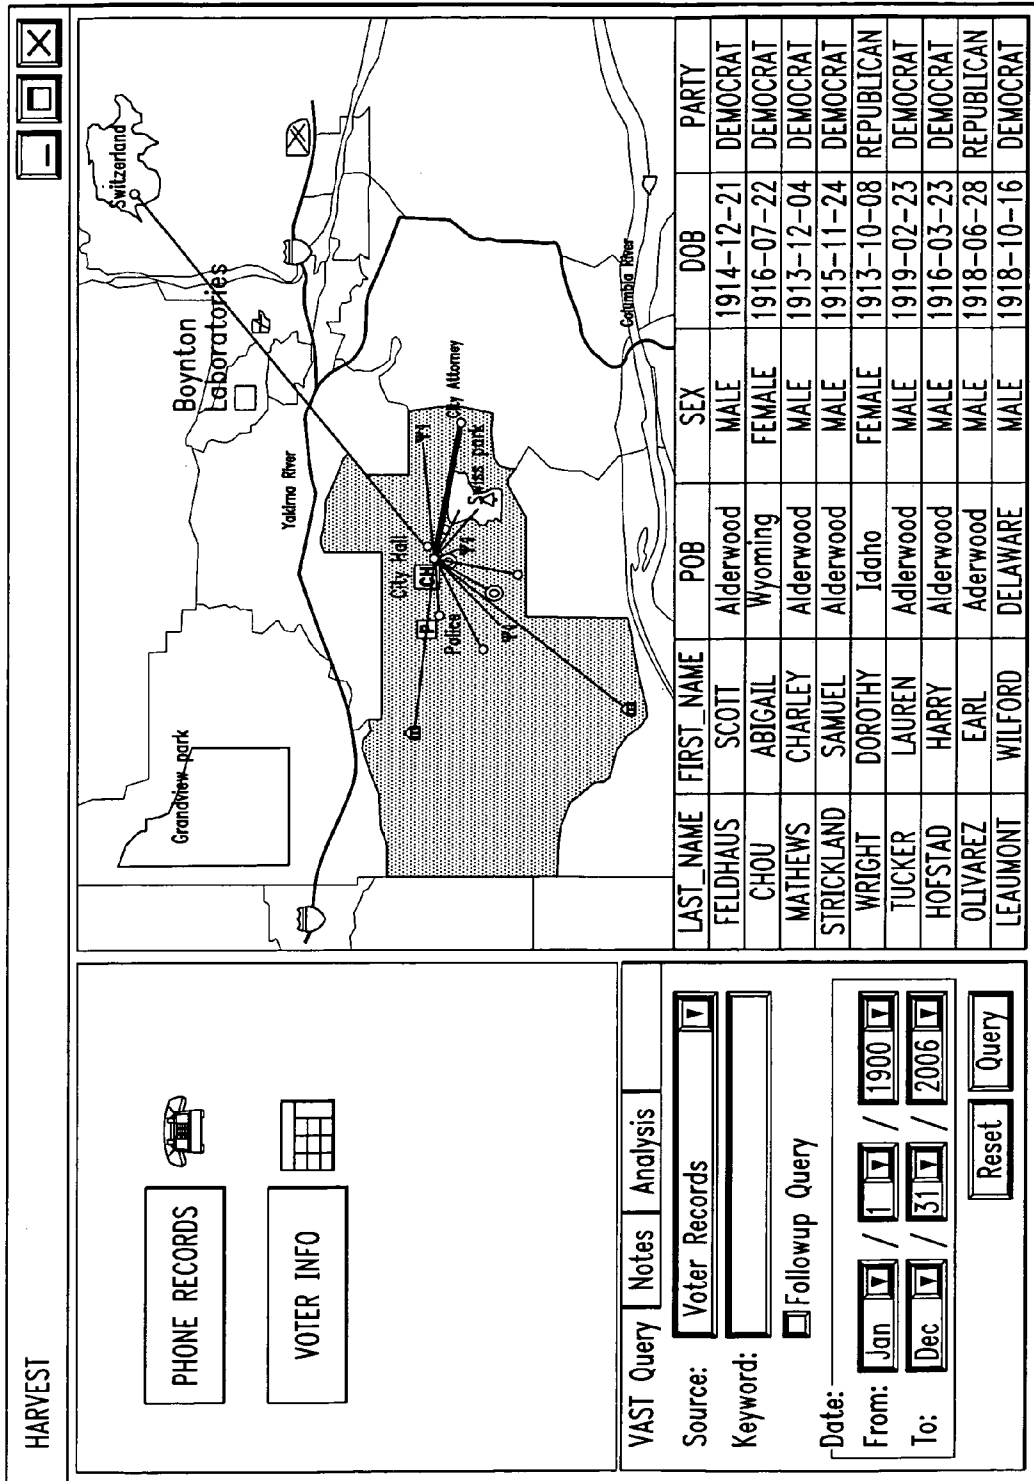 HARVEST
PHONE RECORDS
VOTER INFO
VAST Query Notes Analysis
Source: Voter Records
Keyword:
Followup Query
Date:
From: Jan / 1 / 1900
To: Dec / 31 / 2006
Reset Query
Switzerland
Boynton
Laboratories
Grandview park
Yakima River
City Hall
CH
P
Police
City Attorney
Swiss park
Columbia River
LAST_NAME FIRST_NAME POB SEX DOB PARTY
FELDHAUS SCOTT Alderwood MALE 1914-12-21 DEMOCRAT
CHOU ABIGAIL Wyoming FEMALE 1916-07-22 DEMOCRAT
MATHEWS CHARLEY Alderwood MALE 1913-12-04 DEMOCRAT
STRICKLAND SAMUEL Alderwood MALE 1915-11-24 DEMOCRAT
WRIGHT DOROTHY Idaho FEMALE 1913-10-08 REPUBLICAN
TUCKER LAUREN Adlerwood MALE 1919-02-23 DEMOCRAT
HOFSTAD HARRY Alderwood MALE 1916-03-23 DEMOCRAT
OLIVAREZ EARL Aderwood MALE 1918-06-28 REPUBLICAN
LEAUMONT WILFORD DELAWARE MALE 1918-10-16 DEMOCRAT